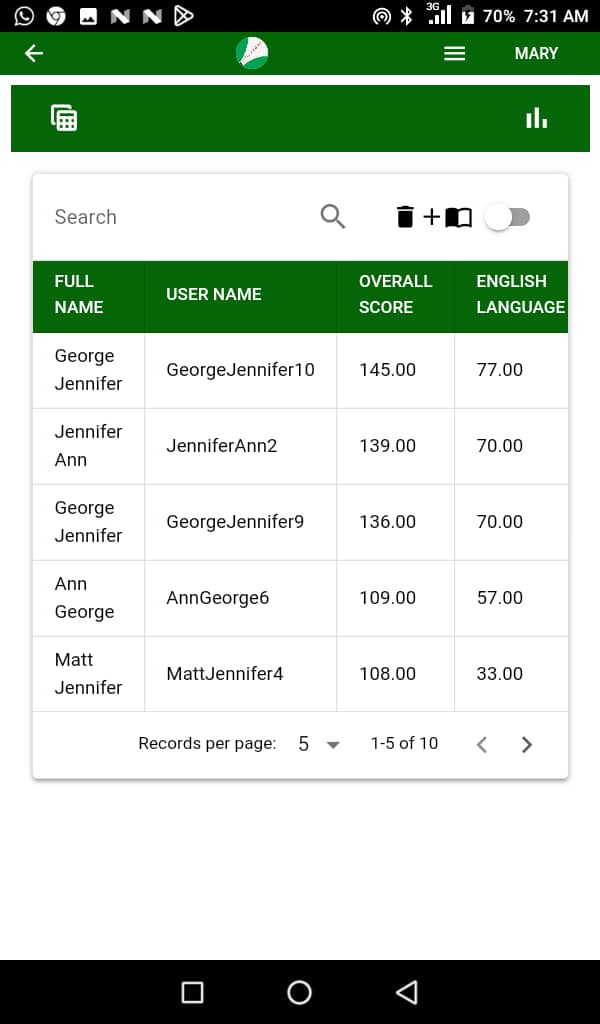 3G
70% 7:31 AM
MARY
Search
FULL NAME
USER NAME
OVERALL SCORE
ENGLISH LANGUAGE
George Jennifer
GeorgeJennifer10
145.00
77.00
Jennifer Ann
JenniferAnn2
139.00
70.00
George Jennifer
GeorgeJennifer9
136.00
70.00
Ann George
AnnGeorge6
109.00
57.00
Matt Jennifer
MattJennifer4
108.00
33.00
Records per page: 5 1-5 of 10